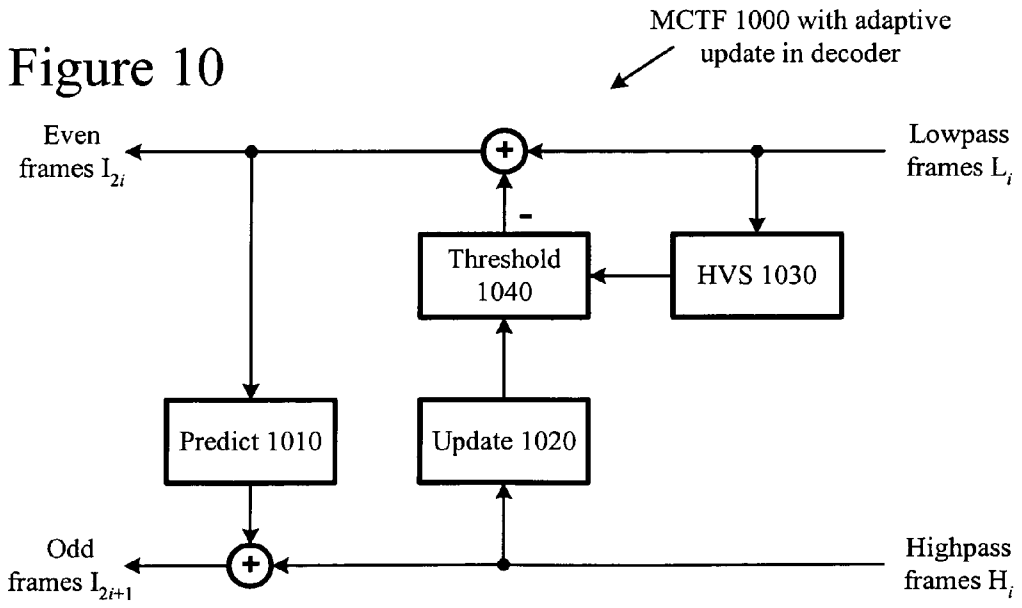 MCTF 1000 with adaptive
update in decoder
Figure 10
Even
frames I2i
+
Lowpass
frames Li
-
Threshold
1040
HVS 1030
Predict 1010
Update 1020
Odd
frames I2i+1
+
Highpass
frames Hi